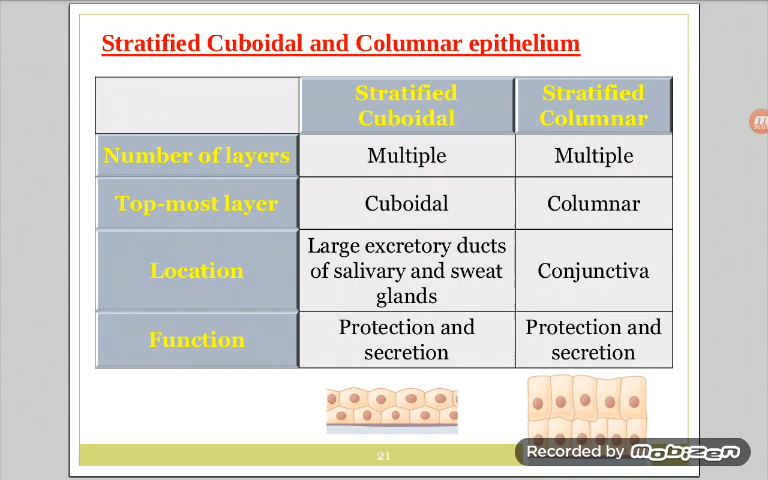 Stratified Cuboidal and Columnar epithelium
Stratified Cuboidal
Stratified Columnar
Number of layers
Multiple
Multiple
Top-most layer
Cuboidal
Columnar
Location
Large excretory ducts
of salivary and sweat
glands
Conjunctiva
Function
Protection and
secretion
Protection and
secretion
21
Recorded by mobizen